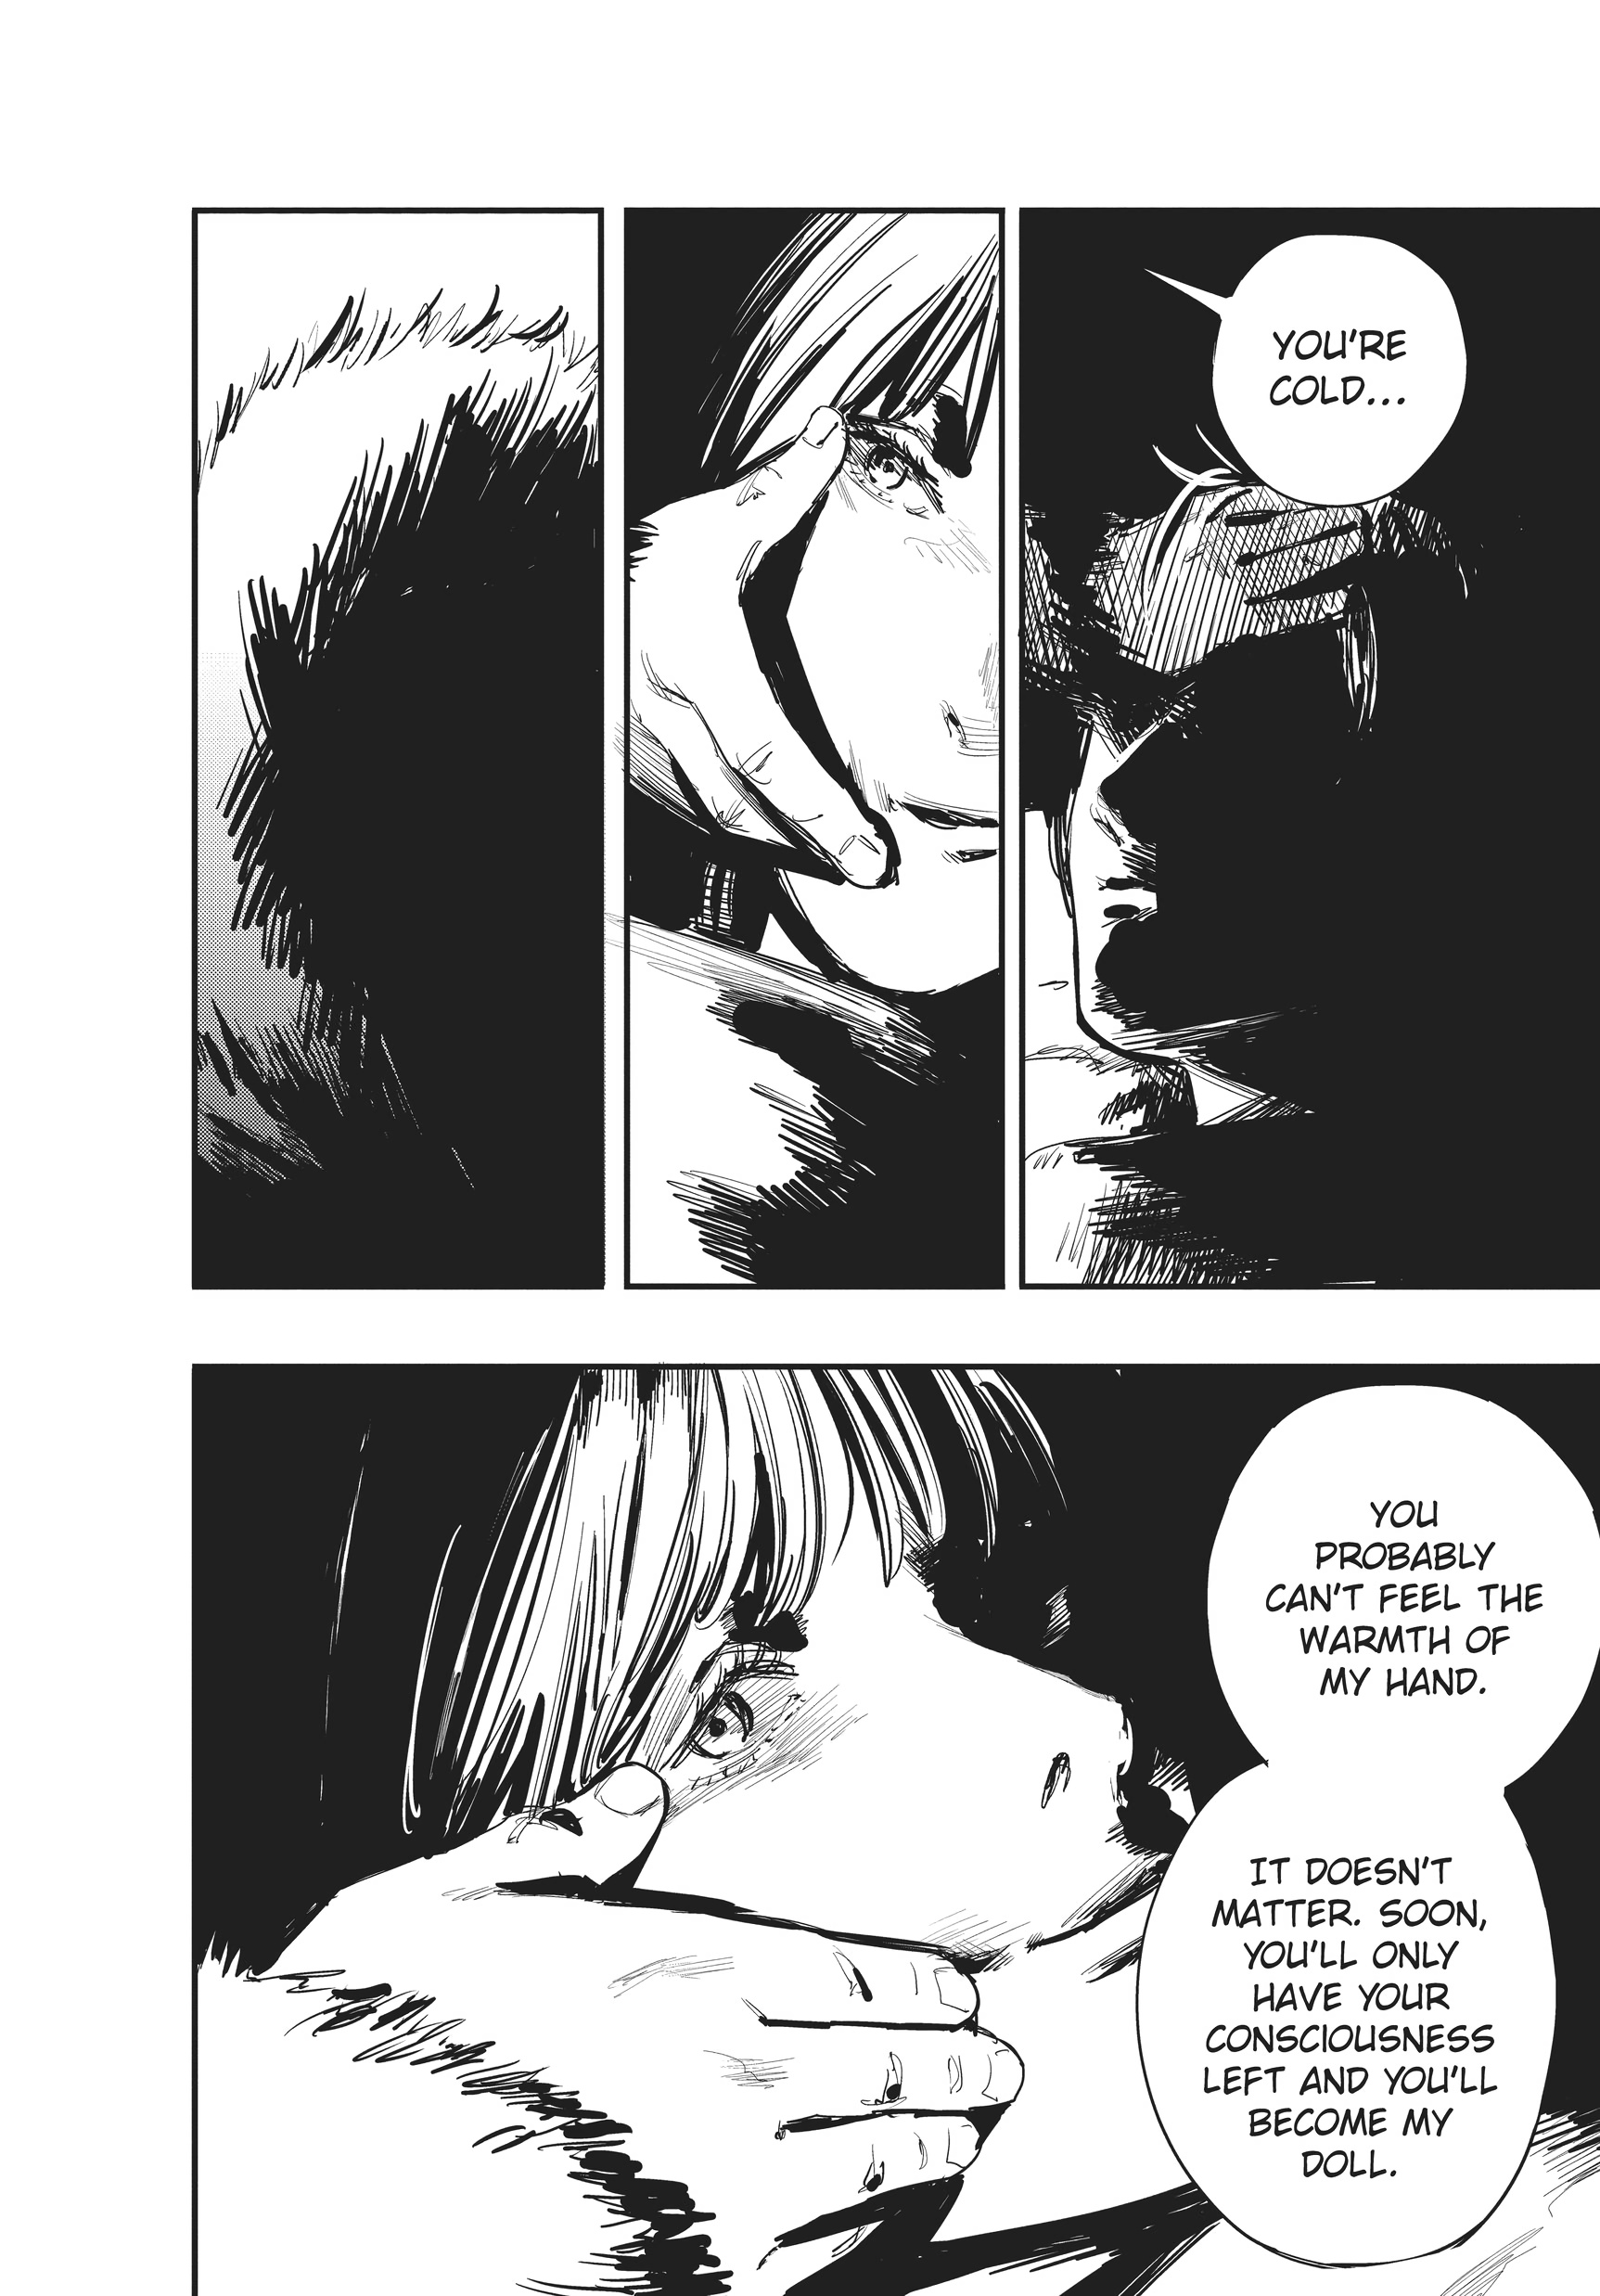 YOU'RE
COLD...
YOU
PROBABLY
CAN'T FEEL THE
WARMTH OF
MY HAND.
IT DOESN'T
MATTER. SOON,
YOU'LL ONLY
HAVE YOUR
CONSCIOUSNESS
LEFT AND YOU'LL
BECOME MY
DOLL.